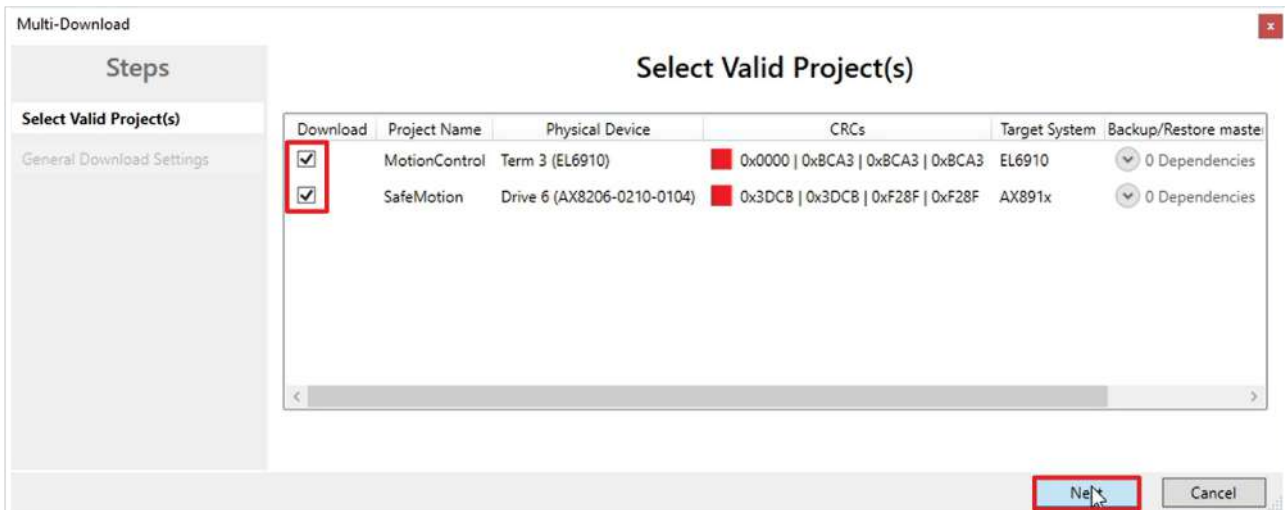 Multi-Download
x
Steps
Select Valid Project(s)
Select Valid Project(s)
General Download Settings
Download Project Name Physical Device CRCs Target System Backup/Restore master
MotionControl Term 3 (EL6910) 0x0000 | 0xBCA3 | 0xBCA3 | 0xBCA3 EL6910 0 Dependencies
SafeMotion Drive 6 (AX8206-0210-0104) 0x3DCB | 0x3DCB | 0xF28F | 0xF28F AX891x 0 Dependencies
Next Cancel